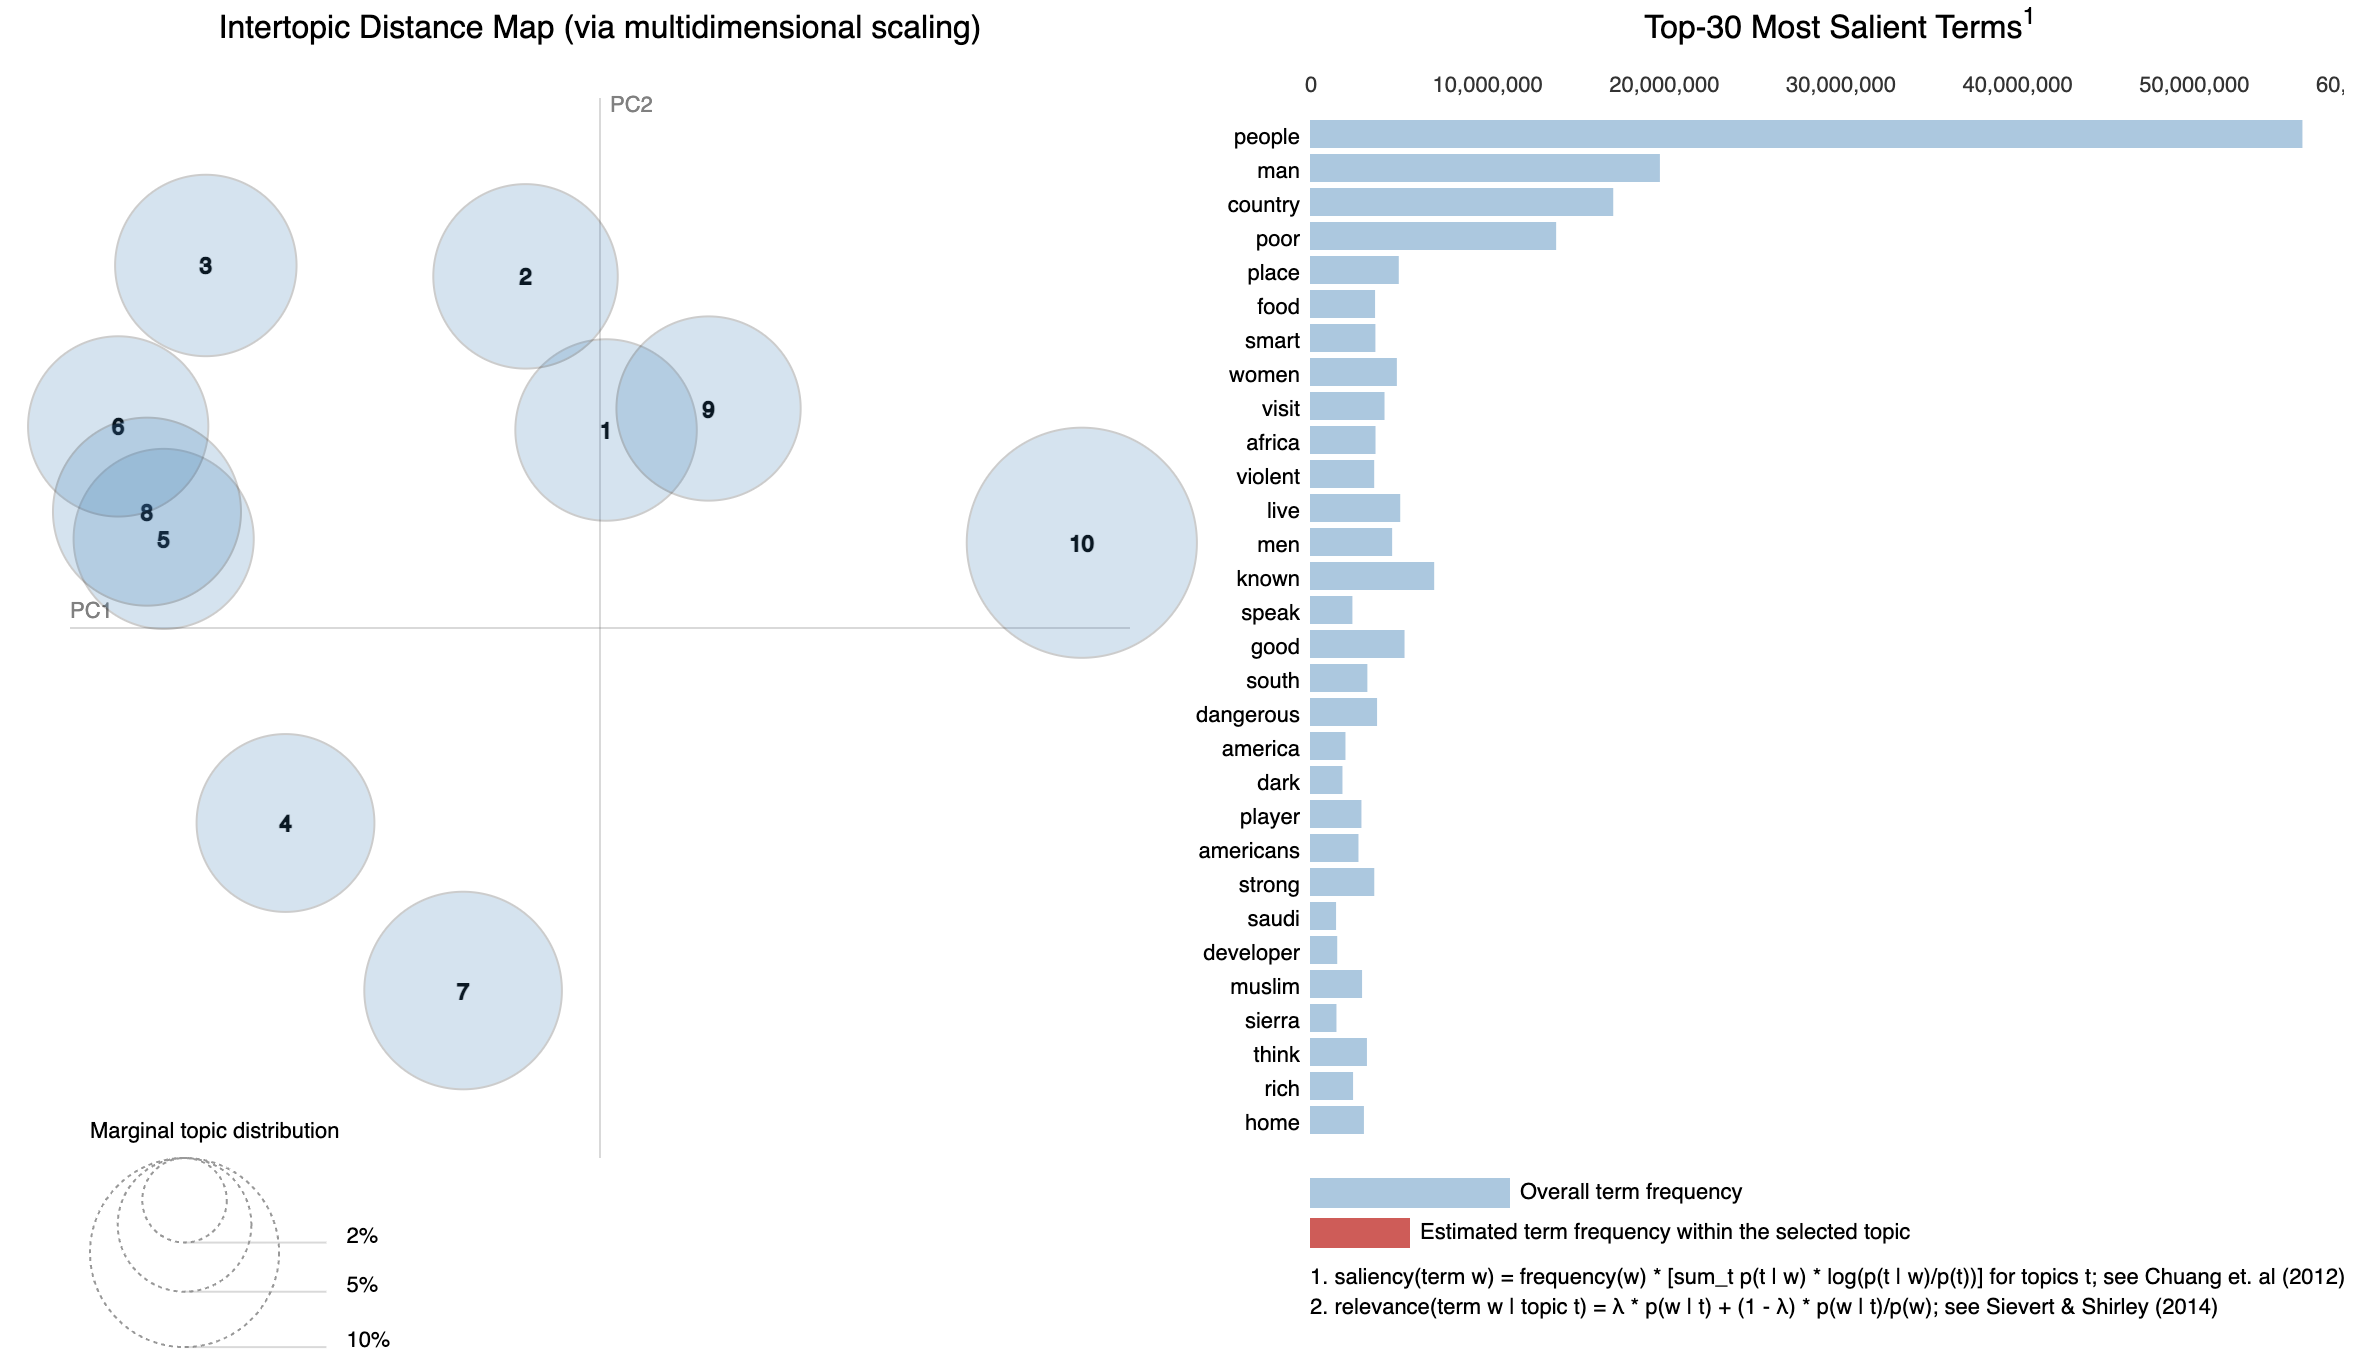 Intertopic Distance Map (via multidimensional scaling)
PC2
3
2
6
9
1
8
5
10
PC1
4
7
Marginal topic distribution
2%
5%
10%
Top-30 Most Salient Terms1
0 10,000,000 20,000,000 30,000,000 40,000,000 50,000,000 60,
people
man
country
poor
place
food
smart
women
visit
africa
violent
live
men
known
speak
good
south
dangerous
america
dark
player
americans
strong
saudi
developer
muslim
sierra
think
rich
home
Overall term frequency
Estimated term frequency within the selected topic
1. saliency(term w) = frequency(w) * [sum_t p(t | w) * log(p(t | w)/p(t))] for topics t; see Chuang et. al (2012)
2. relevance(term w | topic t) = λ * p(w | t) + (1 - λ) * p(w | t)/p(w); see Sievert & Shirley (2014)